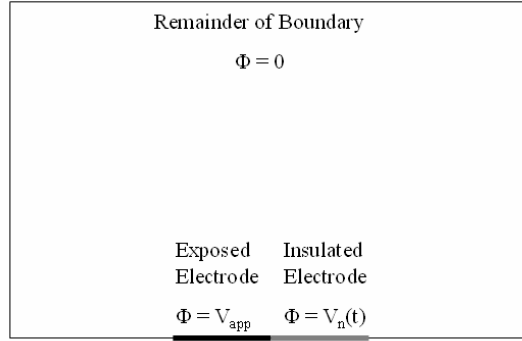 Remainder of Boundary
Φ = 0
Exposed Insulated
Electrode Electrode
Φ = V_app Φ = V_n(t)